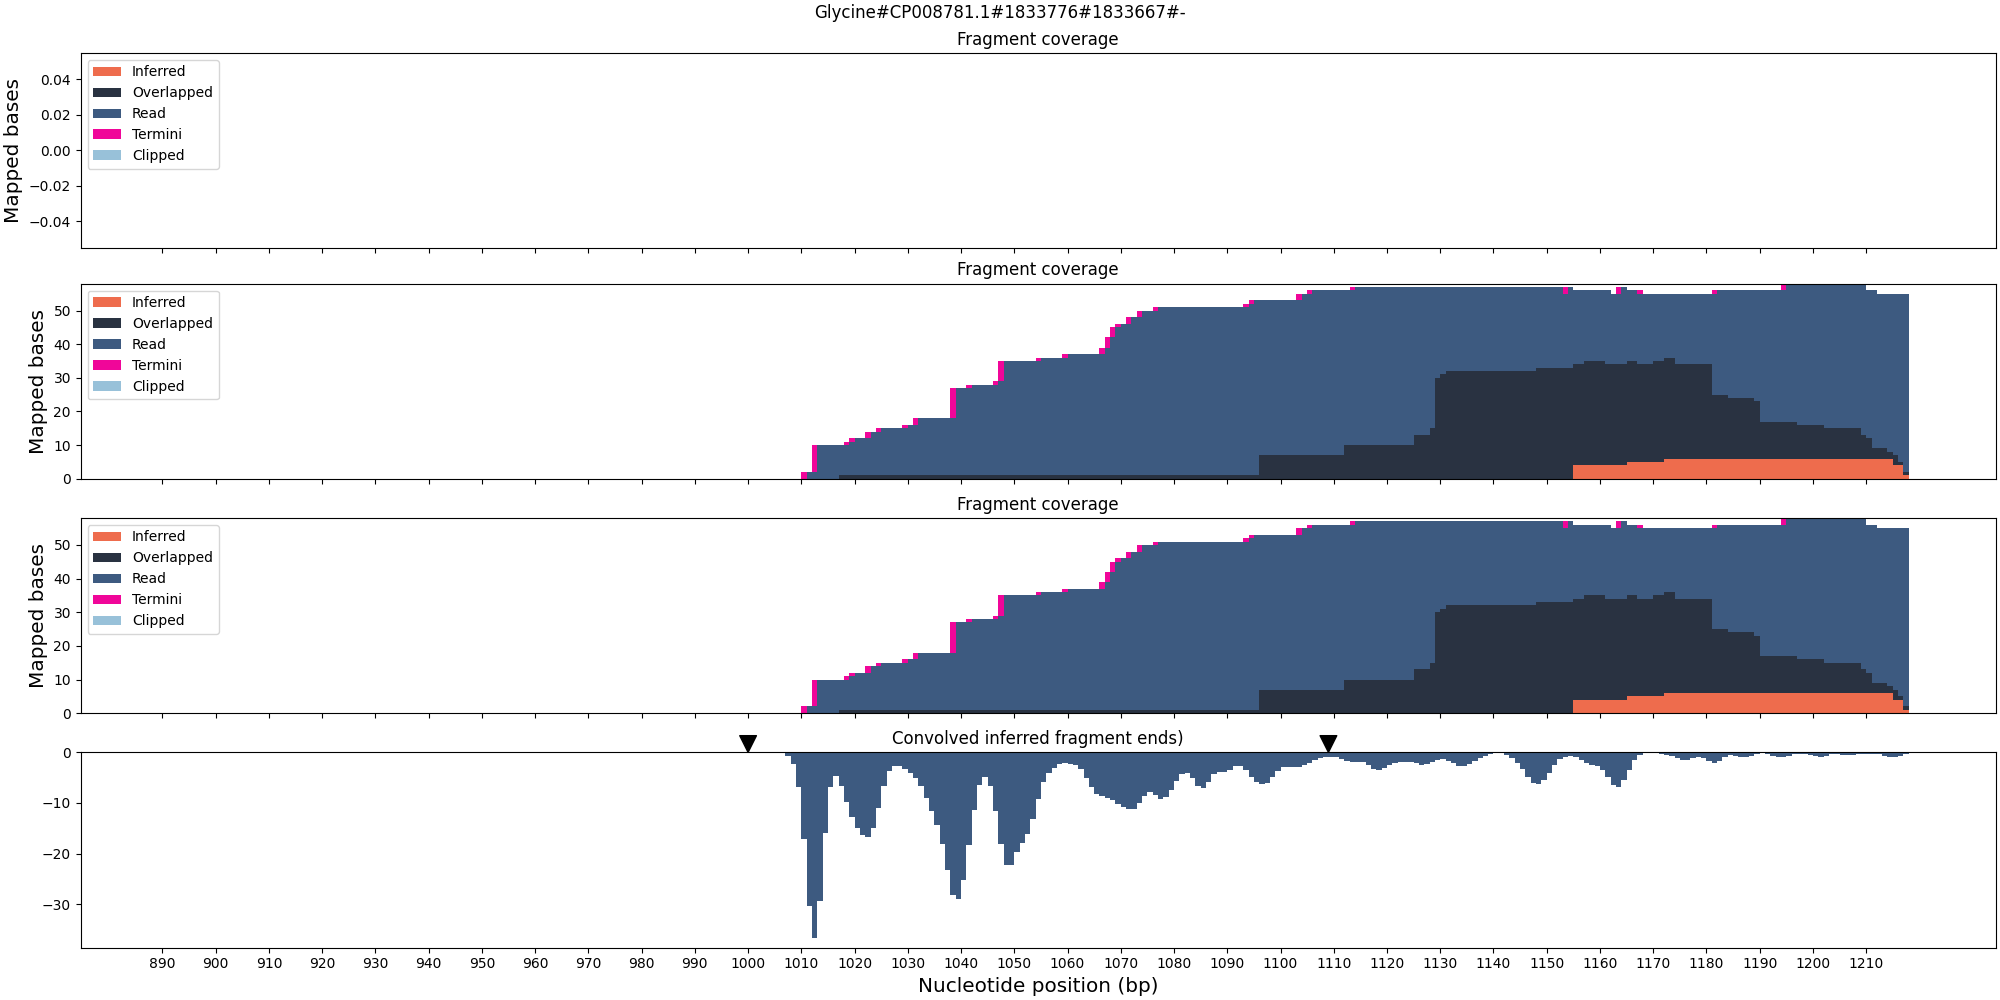 Glycine#CP008781.1#1833776#1833667#-
Fragment coverage
Mapped bases
0.04
0.02
0.00
−0.02
−0.04
Inferred
Overlapped
Read
Termini
Clipped
Fragment coverage
Mapped bases
50
40
30
20
10
0
Inferred
Overlapped
Read
Termini
Clipped
Fragment coverage
Mapped bases
50
40
30
20
10
0
Inferred
Overlapped
Read
Termini
Clipped
Convolved inferred fragment ends)
0
−10
−20
−30
890 900 910 920 930 940 950 960 970 980 990 1000 1010 1020 1030 1040 1050 1060 1070 1080 1090 1100 1110 1120 1130 1140 1150 1160 1170 1180 1190 1200 1210
Nucleotide position (bp)